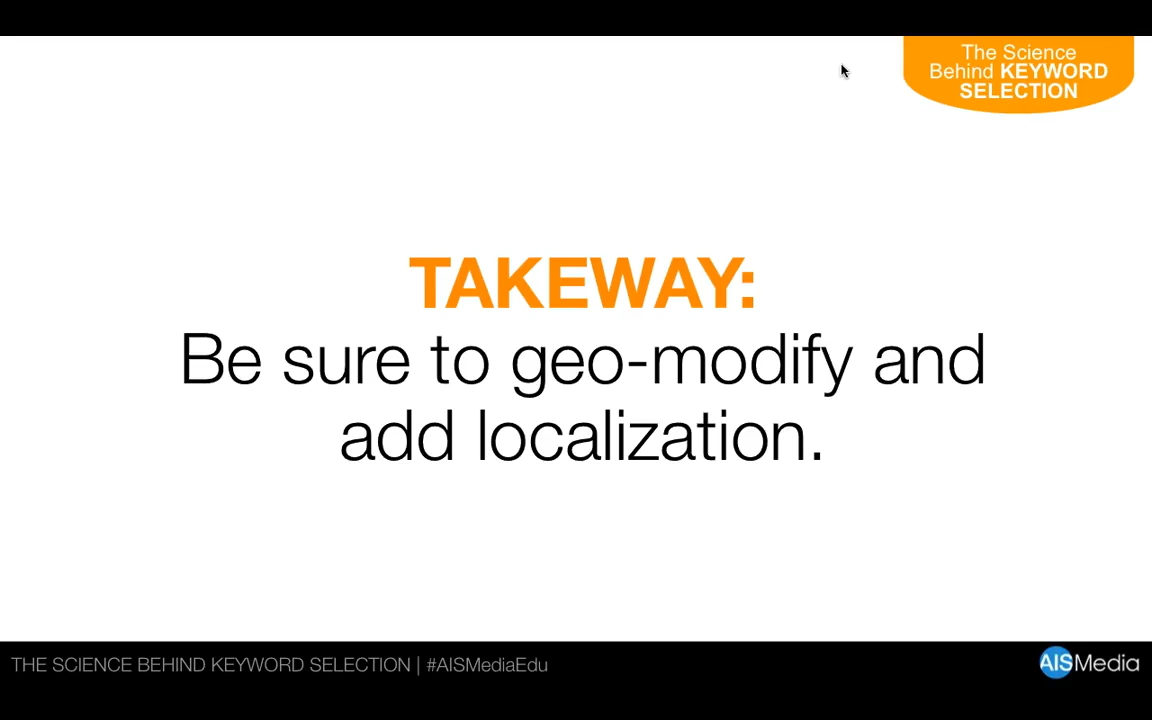 The Science
Behind KEYWORD
SELECTION
TAKEWAY:
Be sure to geo-modify and
add localization.
THE SCIENCE BEHIND KEYWORD SELECTION | #AISMediaEdu
AISMedia